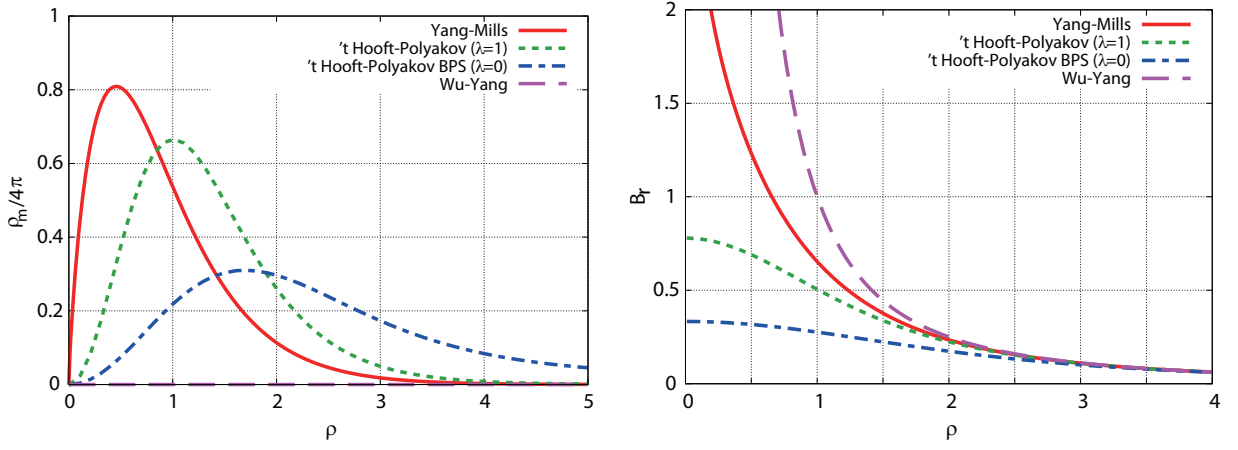 1
0.8
0.6
0.4
0.2
0
ρm/4π
Yang-Mills
't Hooft-Polyakov (λ=1)
't Hooft-Polyakov BPS (λ=0)
Wu-Yang
0 1 2 3 4 5
ρ
2
1.5
1
0.5
0
Br
Yang-Mills
't Hooft-Polyakov (λ=1)
't Hooft-Polyakov BPS (λ=0)
Wu-Yang
0 1 2 3 4
ρ